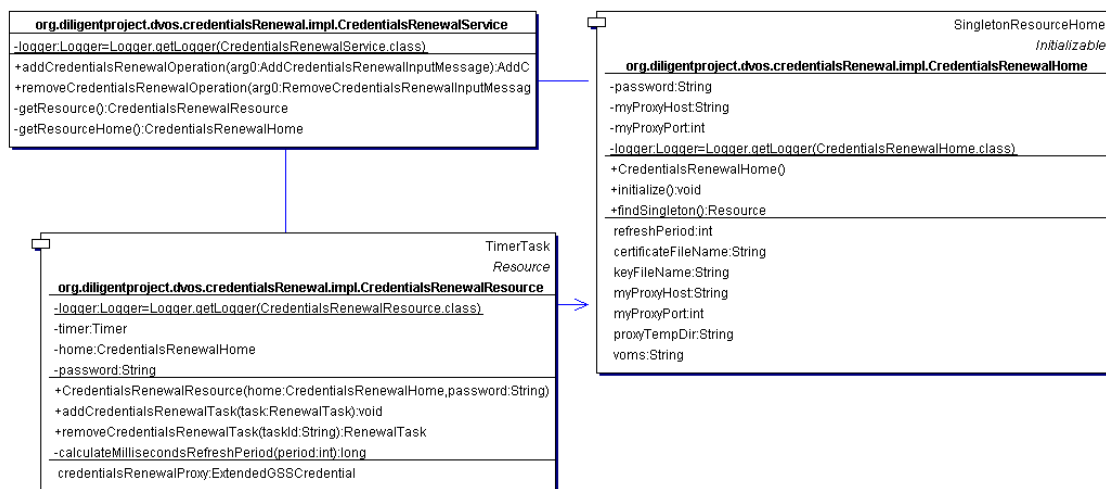 org.diligentproject.dvos.credentialsRenewal.impl.CredentialsRenewalService
-logger:Logger=Logger.getLogger(CredentialsRenewalService.class)
+addCredentialsRenewalOperation(arg0:AddCredentialsRenewalInputMessage):AddC
+removeCredentialsRenewalOperation(arg0:RemoveCredentialsRenewalInputMessag
-getResource():CredentialsRenewalResource
-getResourceHome():CredentialsRenewalHome
SingletonResourceHome
Initializable
org.diligentproject.dvos.credentialsRenewal.impl.CredentialsRenewalHome
-password:String
-myProxyHost:String
-myProxyPort:int
-logger:Logger=Logger.getLogger(CredentialsRenewalHome.class)
+CredentialsRenewalHome()
+initialize():void
+findSingleton():Resource
refreshPeriod:int
certificateFileName:String
keyFileName:String
myProxyHost:String
myProxyPort:int
proxyTempDir:String
voms:String
TimerTask
Resource
org.diligentproject.dvos.credentialsRenewal.impl.CredentialsRenewalResource
-logger:Logger=Logger.getLogger(CredentialsRenewalResource.class)
-timer:Timer
-home:CredentialsRenewalHome
-password:String
+CredentialsRenewalResource(home:CredentialsRenewalHome,password:String)
+addCredentialsRenewalTask(task:RenewalTask):void
+removeCredentialsRenewalTask(taskId:String):RenewalTask
-calculateMillisecondsRefreshPeriod(period:int):long
credentialsRenewalProxy:ExtendedGSSCredential